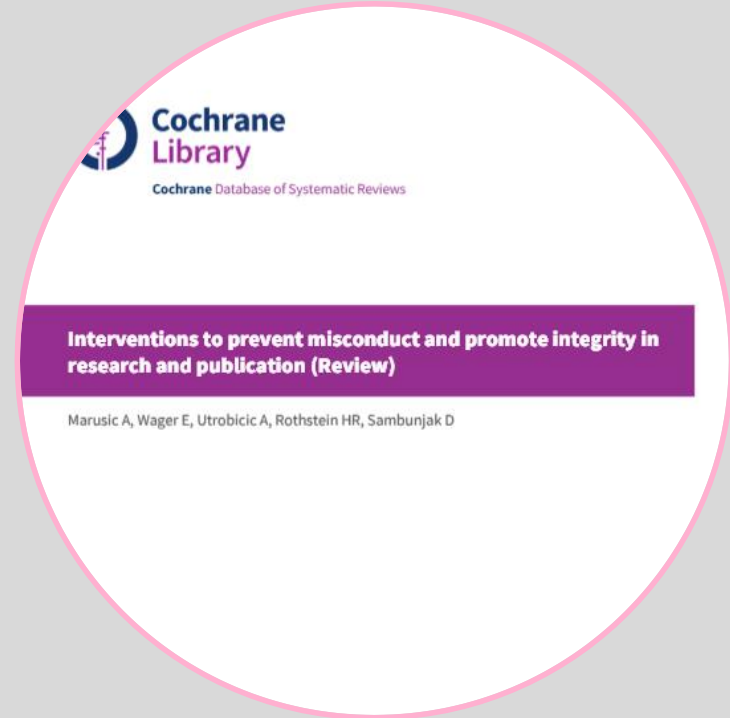 Cochrane
Library
Cochrane Database of Systematic Reviews
Interventions to prevent misconduct and promote integrity in
research and publication (Review)
Marusic A, Wager E, Utrobicic A, Rothstein HR, Sambunjak D